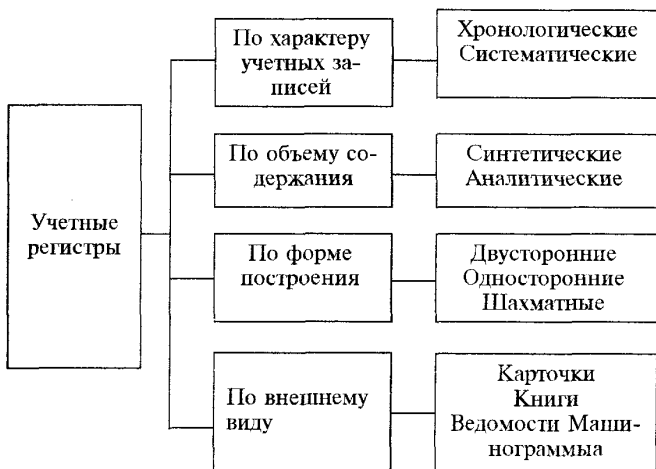 Учетные
регистры
По характеру
учетных за-
писей
Хронологические
Систематические
По объему со-
держания
Синтетические
Аналитические
По форме
построения
Двусторонние
Односторонние
Шахматные
По внешнему
виду
Карточки
Книги
Ведомости Маши-
нограммыа